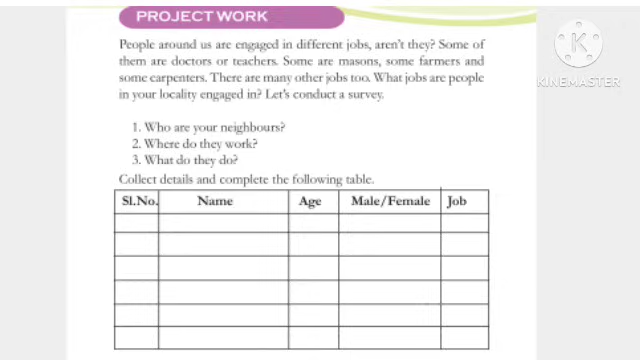 PROJECT WORK
People around us are engaged in different jobs, aren't they? Some of
them are doctors or teachers. Some are masons, some farmers and
some carpenters. There are many other jobs too. What jobs are people
in your locality engaged in? Let's conduct a survey.
1. Who are your neighbours?
2. Where do they work?
3. What do they do?
Collect details and complete the following table.
Sl.No. Name Age Male/Female Job
K
KINEMASTER